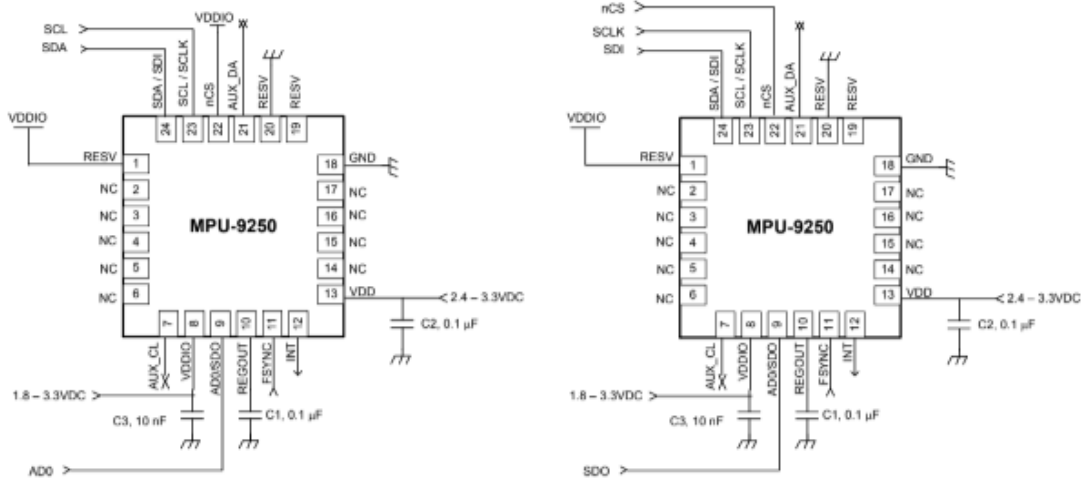 SCL
SDA
VDDIO
SDA / SDI
SCL / SCLK
nCS
AUX_DA
RESV
RESV
24
23
22
21
20
19
VDDIO
RESV
1
NC
2
NC
3
NC
4
NC
5
NC
6
MPU-9250
18
GND
17
NC
16
NC
15
NC
14
NC
13
VDD
2.4 – 3.3VDC
C2, 0.1 µF
7
8
9
10
11
12
AUX_CL
VDDIO
AD0/SDO
REGOUT
FSYNC
INT
1.8 – 3.3VDC
C3, 10 nF
C1, 0.1 µF
AD0
nCS
SCLK
SDI
SDA / SDI
SCL / SCLK
nCS
AUX_DA
RESV
RESV
24
23
22
21
20
19
VDDIO
RESV
1
NC
2
NC
3
NC
4
NC
5
NC
6
MPU-9250
18
GND
17
NC
16
NC
15
NC
14
NC
13
VDD
2.4 – 3.3VDC
C2, 0.1 µF
7
8
9
10
11
12
AUX_CL
VDDIO
AD0/SDO
REGOUT
FSYNC
INT
1.8 – 3.3VDC
C3, 10 nF
C1, 0.1 µF
SDO